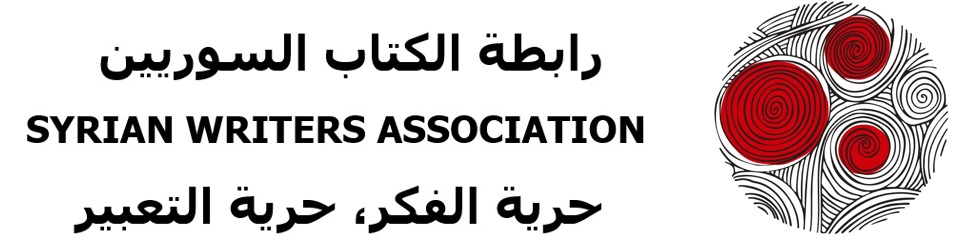 رابطة الكتاب السوريين
SYRIAN WRITERS ASSOCIATION
حرية الفكر، حرية التعبير